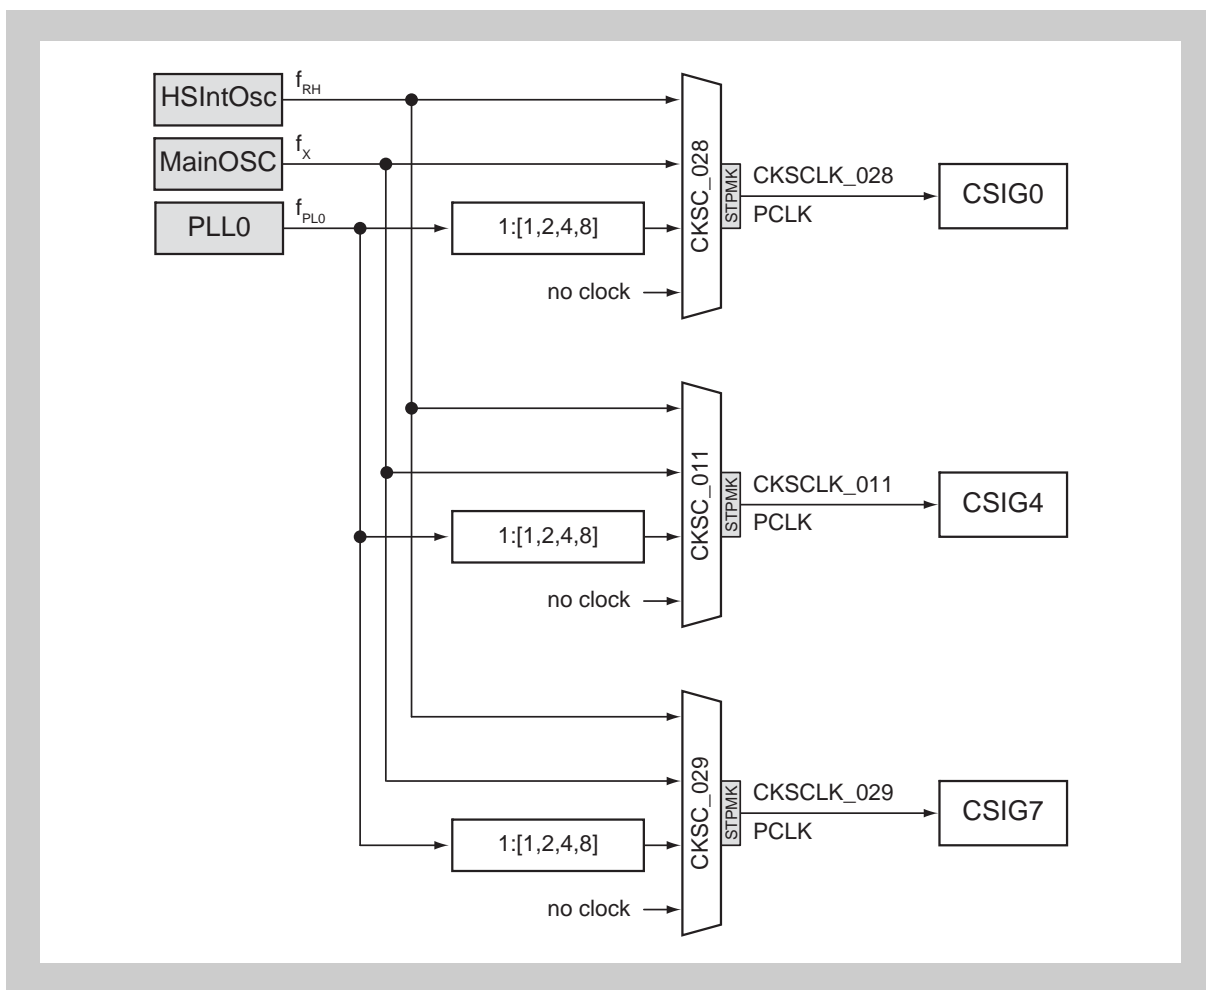 HSIntOsc
f_RH
MainOSC
f_X
PLL0
f_PL0
1:[1,2,4,8]
no clock
CKSC_028
STPMK
CKSCLK_028
PCLK
CSIG0
1:[1,2,4,8]
no clock
CKSC_011
STPMK
CKSCLK_011
PCLK
CSIG4
1:[1,2,4,8]
no clock
CKSC_029
STPMK
CKSCLK_029
PCLK
CSIG7